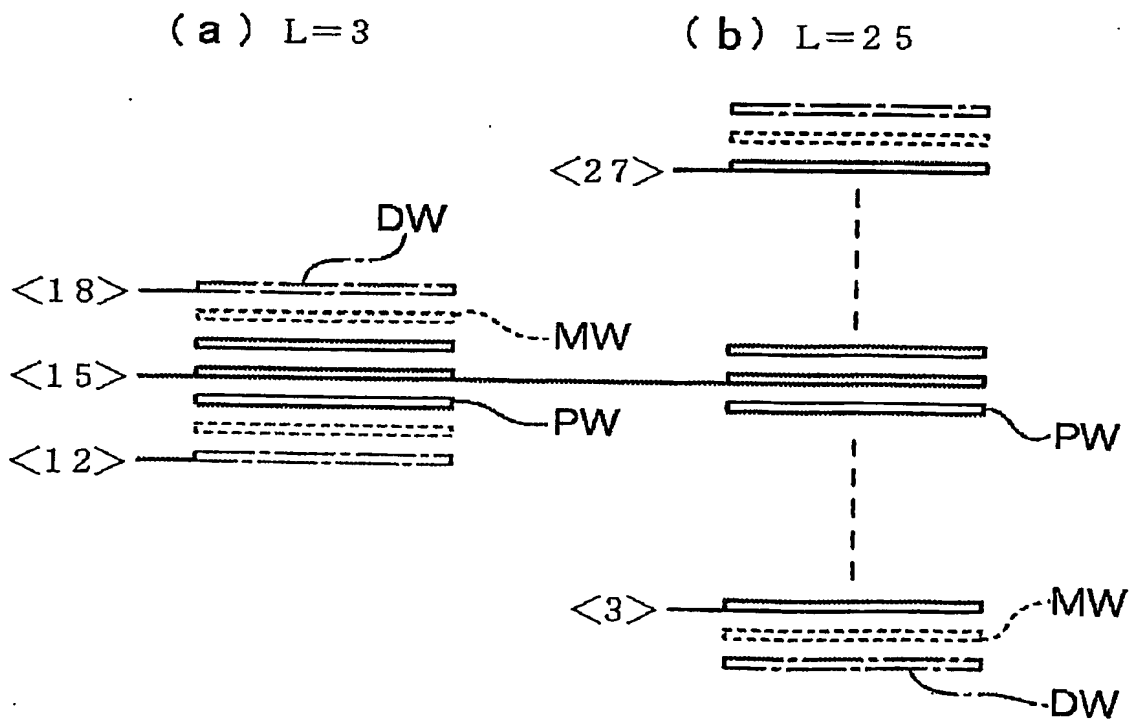 (a) L=3
(b) L=25
<27>
DW
<18>
MW
<15>
PW
PW
<12>
<3>
MW
DW